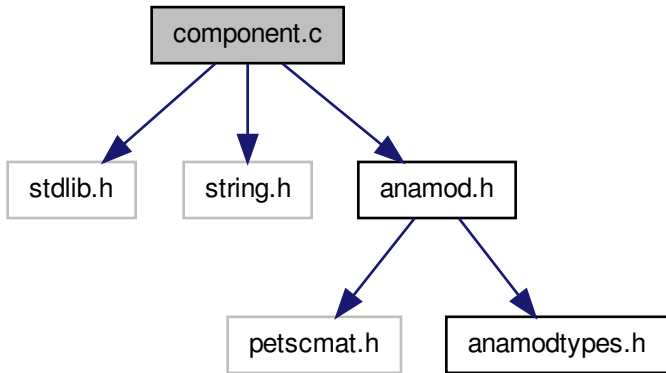 component.c
stdlib.h
string.h
anamod.h
petscmat.h
anamodtypes.h